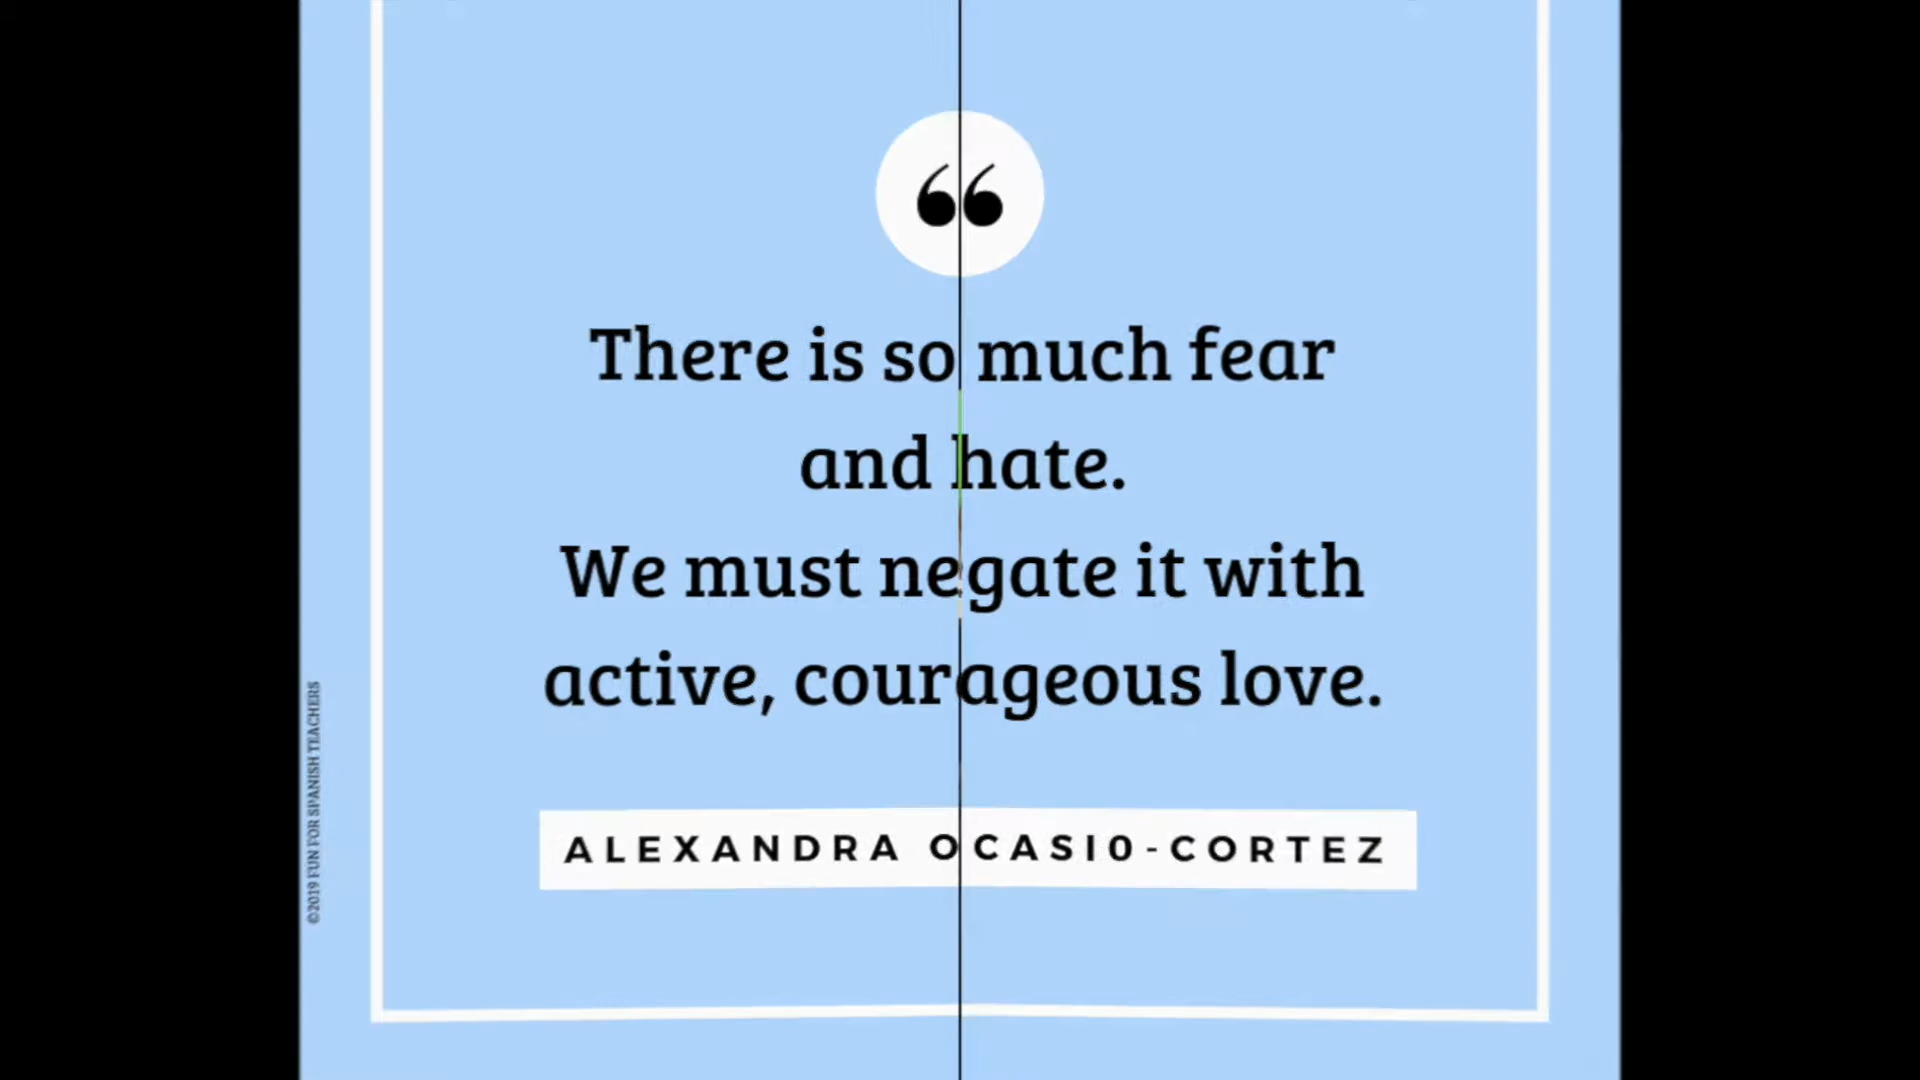 “
There is so much fear
and hate.
We must negate it with
active, courageous love.
ALEXANDRA OCASIO-CORTEZ
©2019 FUN FOR SPANISH TEACHERS